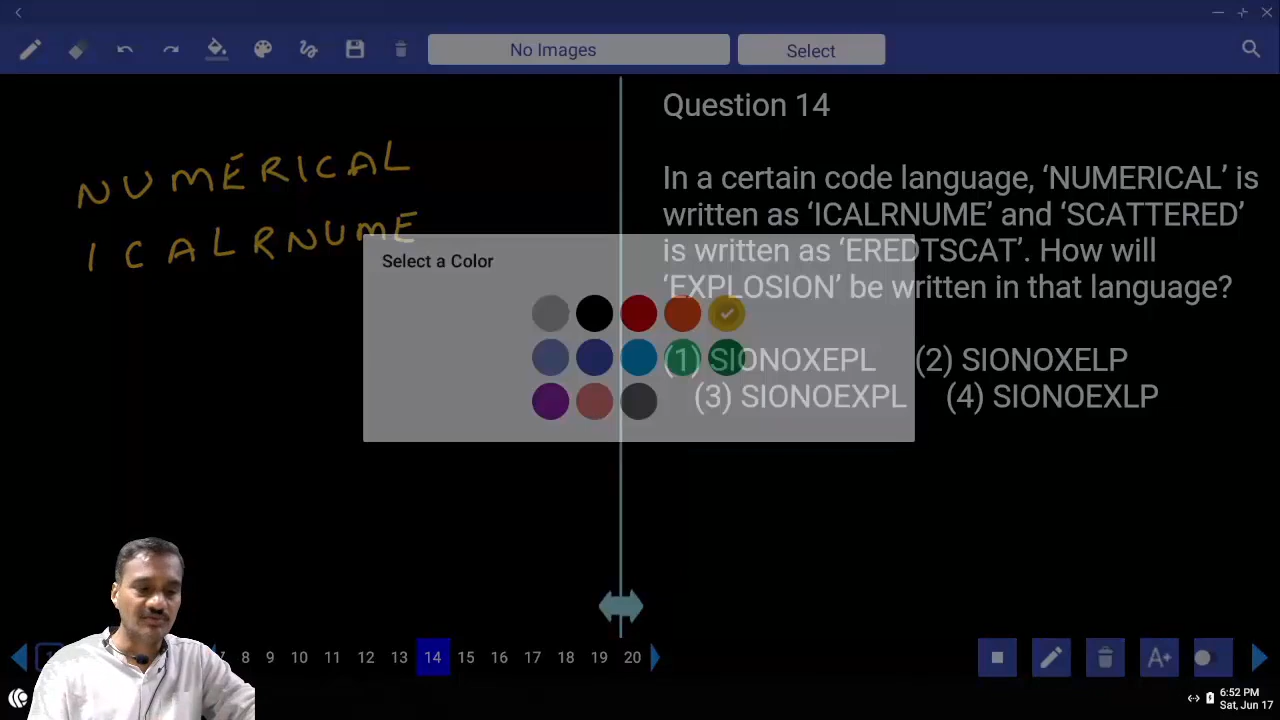 No Images
Select
NUMERICAL
ICALRNUME
Question 14
In a certain code language, ‘NUMERICAL’ is
written as ‘ICALRNUME’ and ‘SCATTERED’
is written as ‘EREDTSCAT’. How will
‘EXPLOSION’ be written in that language?
Select a Color
(1) SIONOXEPL (2) SIONOXELP
(3) SIONOEXPL (4) SIONOEXLP
8 9 10 11 12 13 14 15 16 17 18 19 20
A+
6:52 PM
Sat, Jun 17